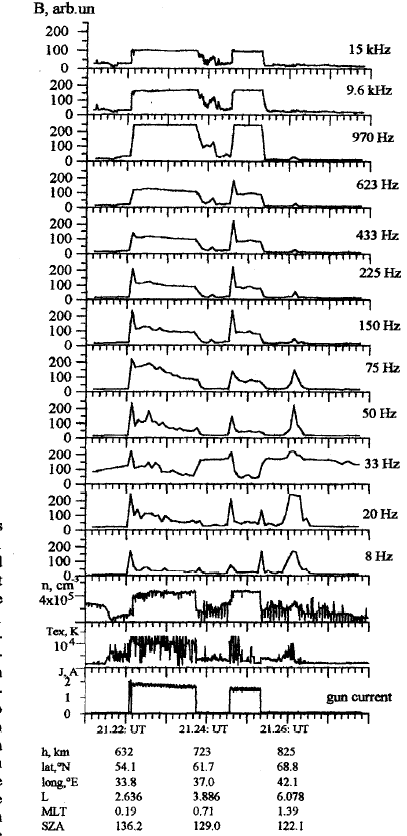 B, arb.un
200
100
0
15 kHz
200
100
0
9.6 kHz
200
100
0
970 Hz
200
100
0
623 Hz
200
100
0
433 Hz
200
100
0
225 Hz
200
100
0
150 Hz
200
100
0
75 Hz
200
100
0
50 Hz
200
100
0
33 Hz
200
100
0
20 Hz
200
100
0
8 Hz
n, cm⁻³
4x10⁵
Tex, K
10⁴
J, A
2
1
0
gun current
21.22: UT 21.24: UT 21.26: UT
h, km 632 723 825
lat,°N 54.1 61.7 68.8
long,°E 33.8 37.0 42.1
L 2.636 3.886 6.078
MLT 0.19 0.71 1.39
SZA 136.2 129.0 122.1